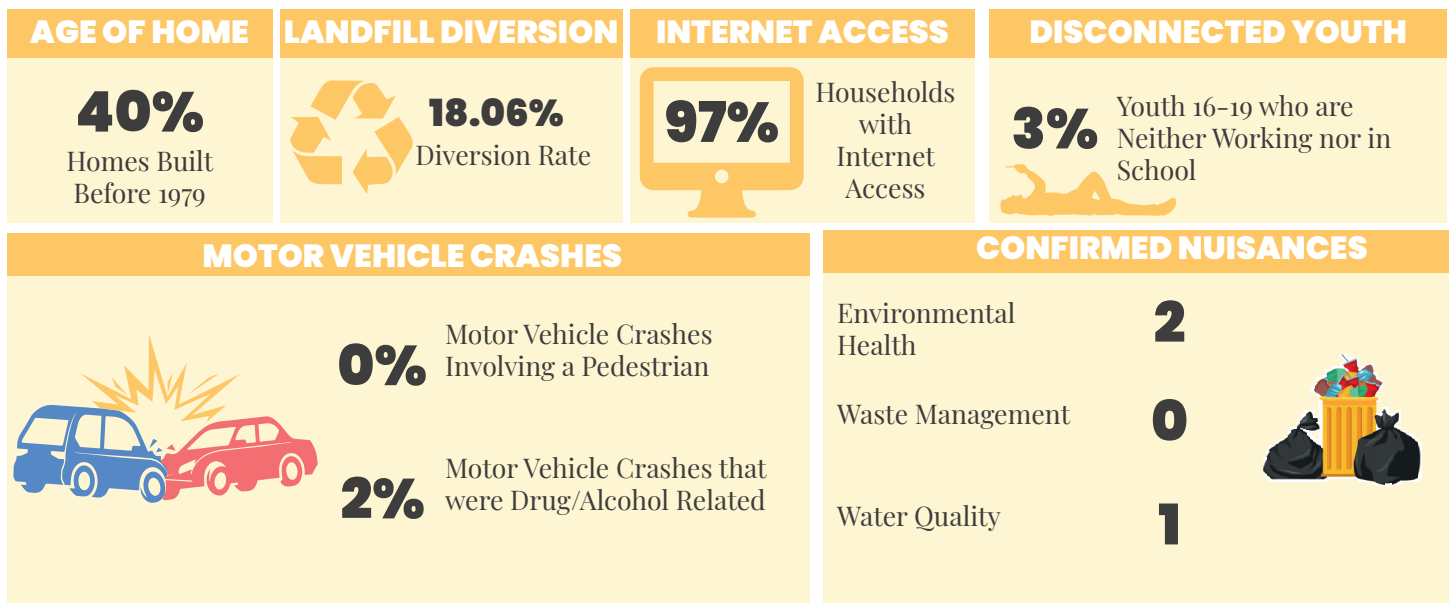 AGE OF HOME
40%
Homes Built
Before 1979
LANDFILL DIVERSION
18.06%
Diversion Rate
INTERNET ACCESS
97%
Households
with
Internet
Access
DISCONNECTED YOUTH
3%
Youth 16-19 who are
Neither Working nor in
School
MOTOR VEHICLE CRASHES
0%
Motor Vehicle Crashes
Involving a Pedestrian
2%
Motor Vehicle Crashes that
were Drug/Alcohol Related
CONFIRMED NUISANCES
Environmental
Health
2
Waste Management
0
Water Quality
1